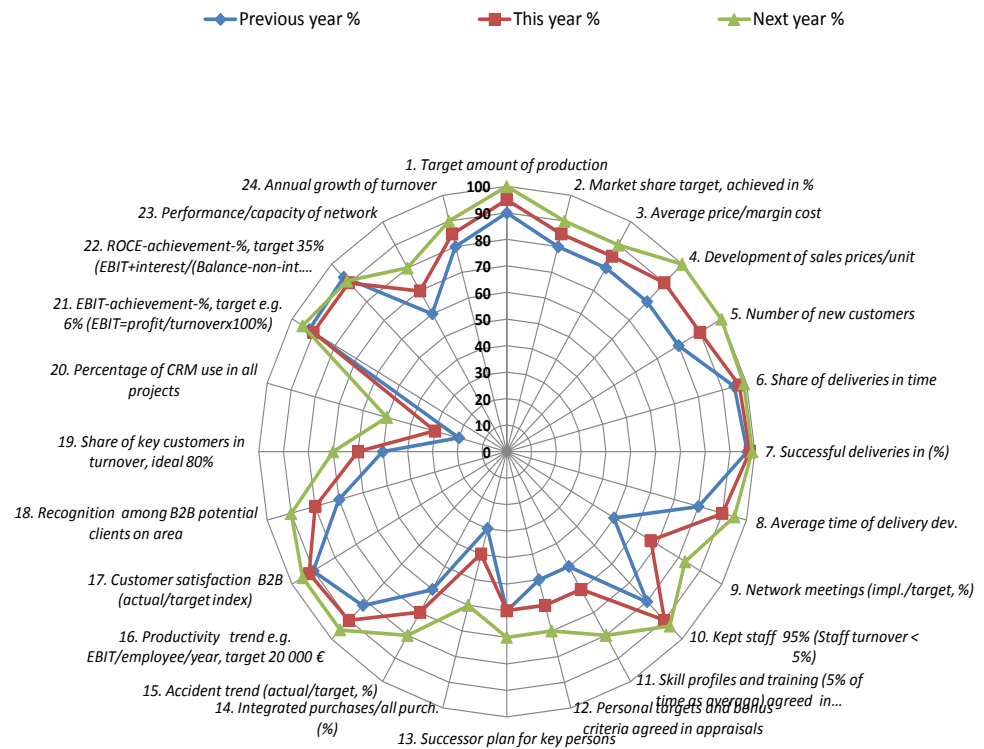 Previous year %
This year %
Next year %
1. Target amount of production
2. Market share target, achieved in %
3. Average price/margin cost
4. Development of sales prices/unit
5. Number of new customers
6. Share of deliveries in time
7. Successful deliveries in (%)
8. Average time of delivery dev.
9. Network meetings (impl./target, %)
10. Kept staff 95% (Staff turnover <
5%)
11. Skill profiles and training (5% of
time as averaga) agreed in...
12. Personal targets and bonus
criteria agreed in appraisals
13. Successor plan for key persons
14. Integrated purchases/all purch.
(%)
15. Accident trend (actual/target, %)
16. Productivity trend e.g.
EBIT/employee/year, target 20 000 €
17. Customer satisfaction B2B
(actual/target index)
18. Recognition among B2B potential
clients on area
19. Share of key customers in
turnover, ideal 80%
20. Percentage of CRM use in all
projects
21. EBIT-achievement-%, target e.g.
6% (EBIT=profit/turnoverx100%)
22. ROCE-achievement-%, target 35%
(EBIT+interest/(Balance-non-int....
23. Performance/capacity of network
24. Annual growth of turnover
100
90
80
70
60
50
40
30
20
10
0